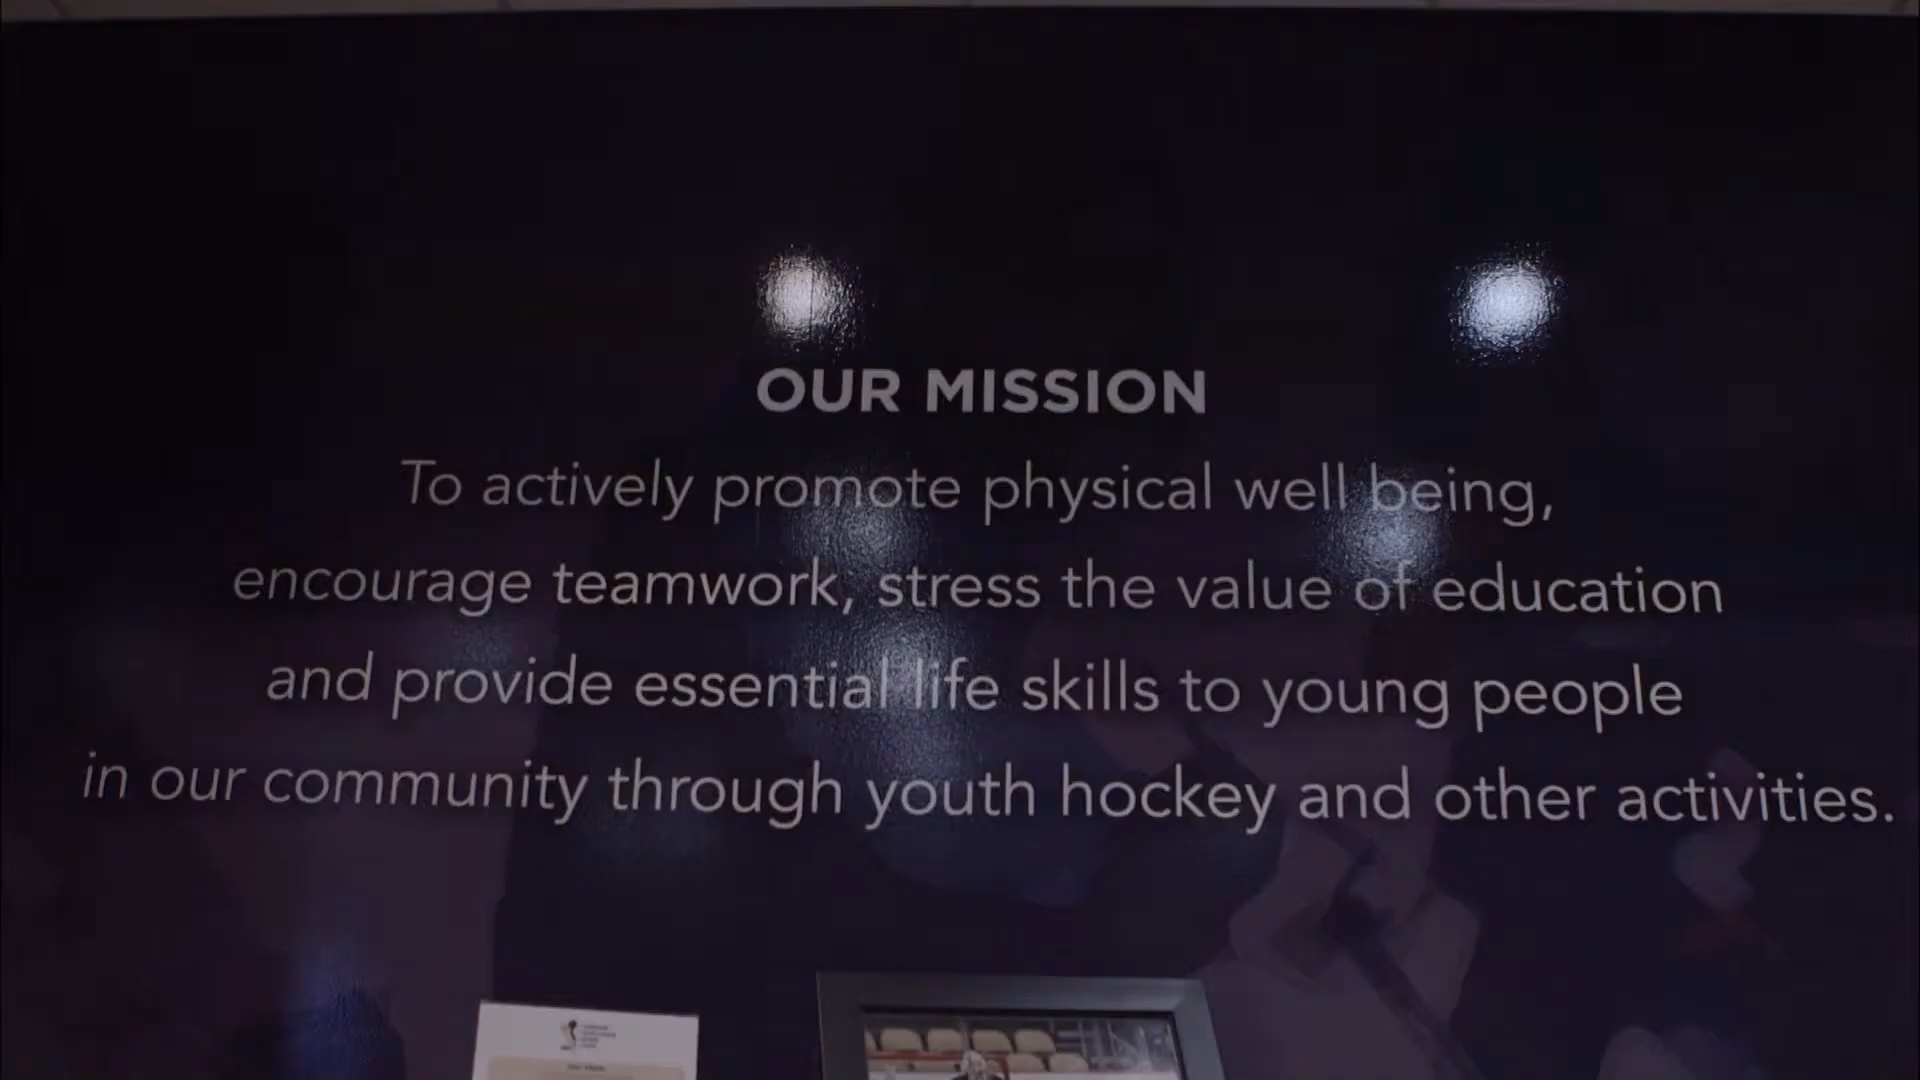 OUR MISSION
To actively promote physical well being,
encourage teamwork, stress the value of education
and provide essential life skills to young people
in our community through youth hockey and other activities.